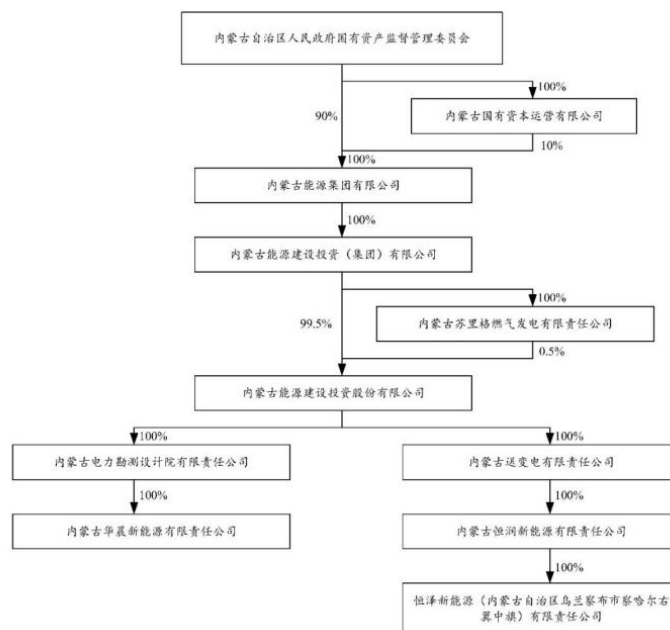 内蒙古自治区人民政府国有资产监督管理委员会
100%
90%
内蒙古国有资本运营有限公司
10%
100%
内蒙古能源集团有限公司
100%
内蒙古能源建设投资（集团）有限公司
100%
99.5%
内蒙古苏里格燃气发电有限责任公司
0.5%
内蒙古能源建设投资股份有限公司
100%
100%
内蒙古电力勘测设计院有限责任公司
内蒙古送变电有限责任公司
100%
100%
内蒙古华晨新能源有限责任公司
内蒙古恒润新能源有限责任公司
100%
恒泽新能源（内蒙古自治区乌兰察布市察哈尔右
翼中旗）有限责任公司